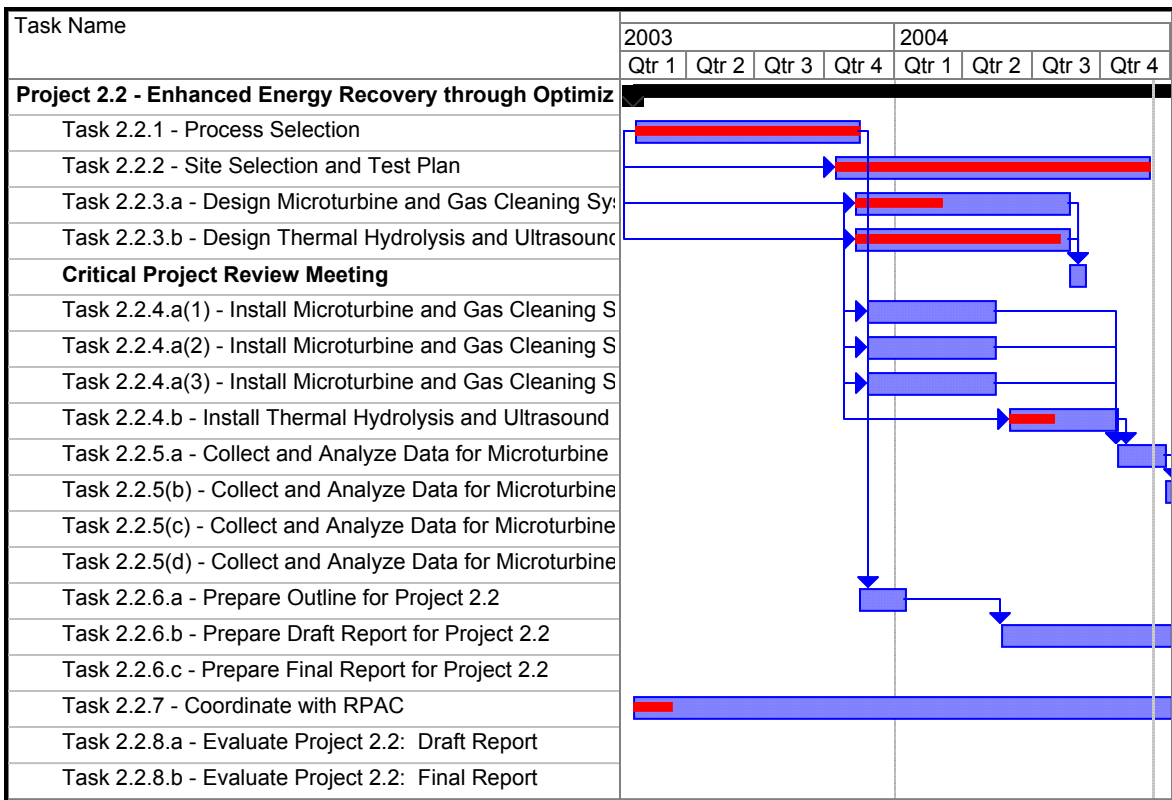 Task Name
2003 2004
Qtr 1 Qtr 2 Qtr 3 Qtr 4 Qtr 1 Qtr 2 Qtr 3 Qtr 4
Project 2.2 - Enhanced Energy Recovery through Optimiz
Task 2.2.1 - Process Selection
Task 2.2.2 - Site Selection and Test Plan
Task 2.2.3.a - Design Microturbine and Gas Cleaning Sys
Task 2.2.3.b - Design Thermal Hydrolysis and Ultrasound
Critical Project Review Meeting
Task 2.2.4.a(1) - Install Microturbine and Gas Cleaning S
Task 2.2.4.a(2) - Install Microturbine and Gas Cleaning S
Task 2.2.4.a(3) - Install Microturbine and Gas Cleaning S
Task 2.2.4.b - Install Thermal Hydrolysis and Ultrasound
Task 2.2.5.a - Collect and Analyze Data for Microturbine
Task 2.2.5(b) - Collect and Analyze Data for Microturbine
Task 2.2.5(c) - Collect and Analyze Data for Microturbine
Task 2.2.5(d) - Collect and Analyze Data for Microturbine
Task 2.2.6.a - Prepare Outline for Project 2.2
Task 2.2.6.b - Prepare Draft Report for Project 2.2
Task 2.2.6.c - Prepare Final Report for Project 2.2
Task 2.2.7 - Coordinate with RPAC
Task 2.2.8.a - Evaluate Project 2.2:  Draft Report
Task 2.2.8.b - Evaluate Project 2.2:  Final Report